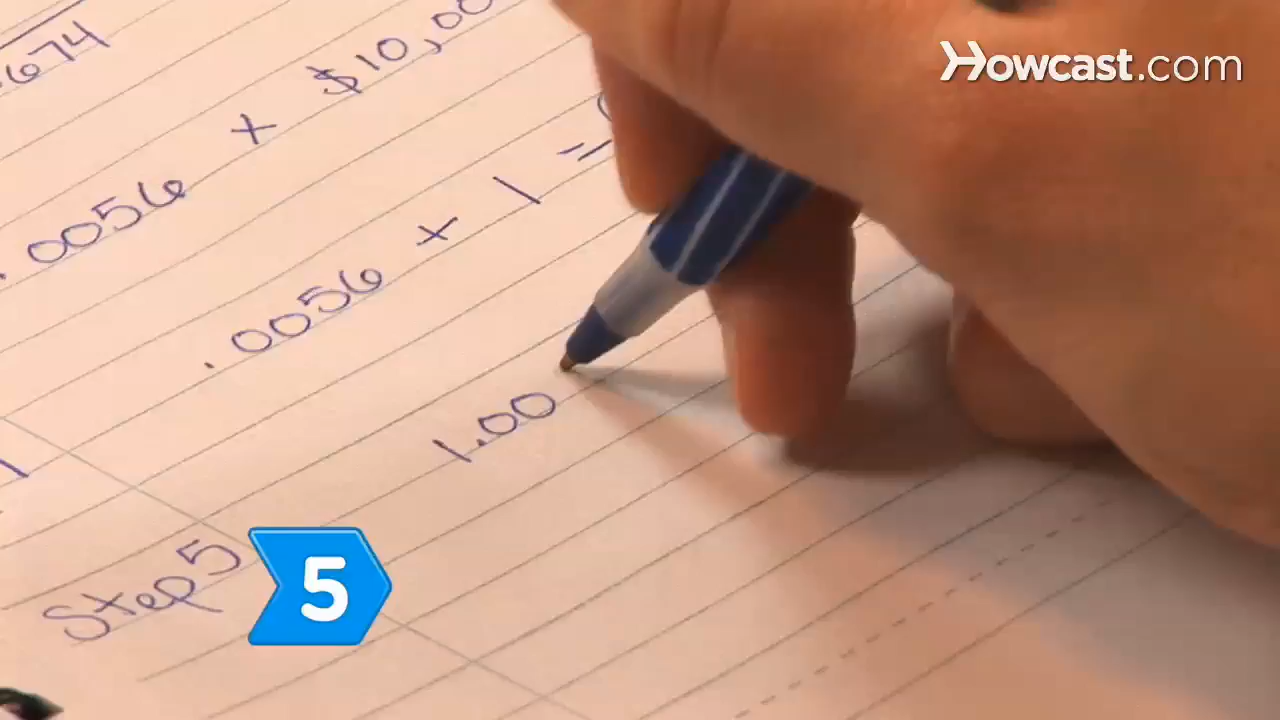 Howcast.com
674
.0056 x $10,00
.0056 + 1 =
1.00
Step 5
5